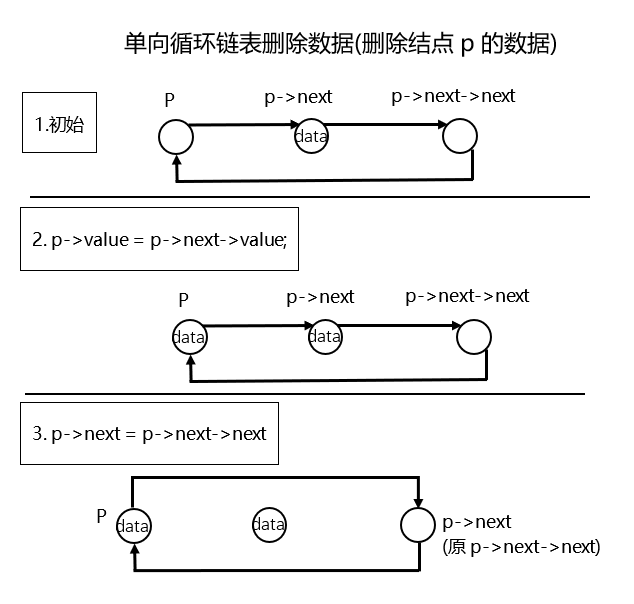 单向循环链表删除数据(删除结点 p 的数据)
1.初始
P
p->next
p->next->next
data
2. p->value = p->next->value;
P
p->next
p->next->next
data
data
3. p->next = p->next->next
P
data
data
p->next
(原 p->next->next)